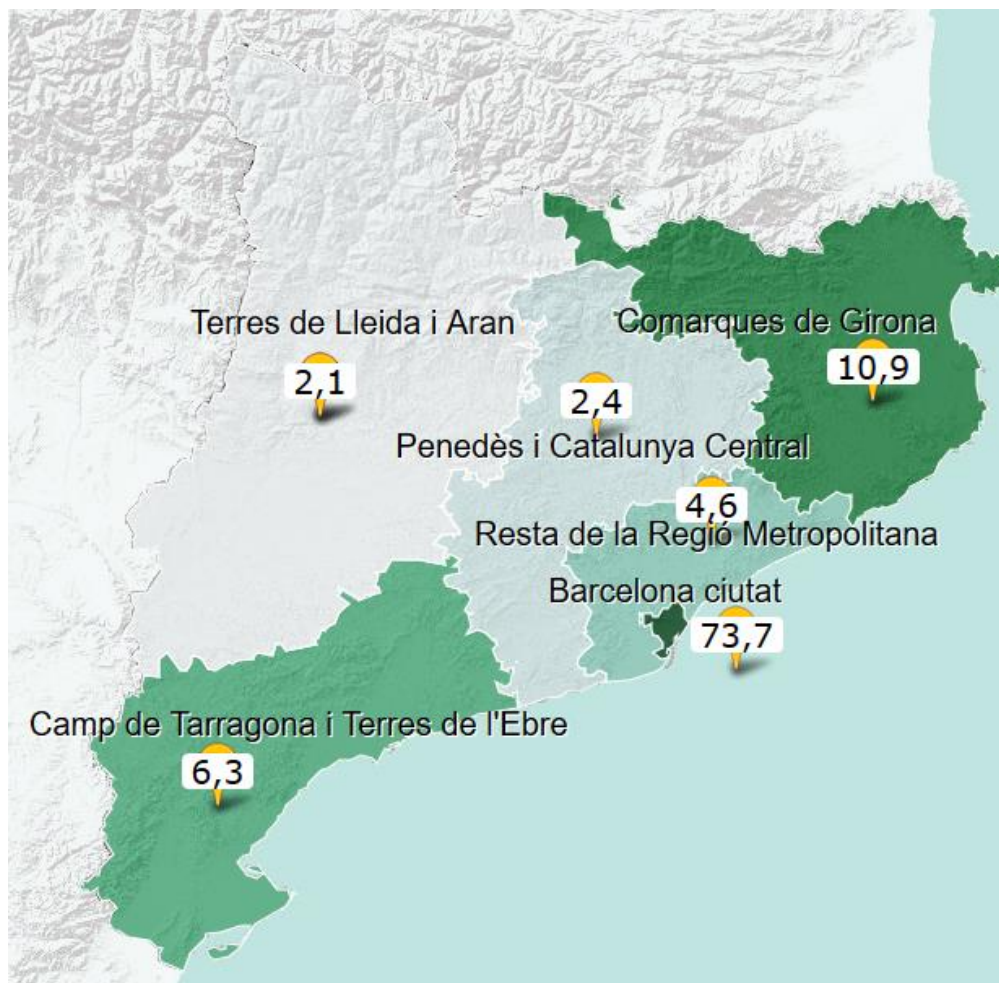 Terres de Lleida i Aran
2,1
Comarques de Girona
10,9
2,4
Penedès i Catalunya Central
4,6
Resta de la Regió Metropolitana
Barcelona ciutat
73,7
Camp de Tarragona i Terres de l'Ebre
6,3